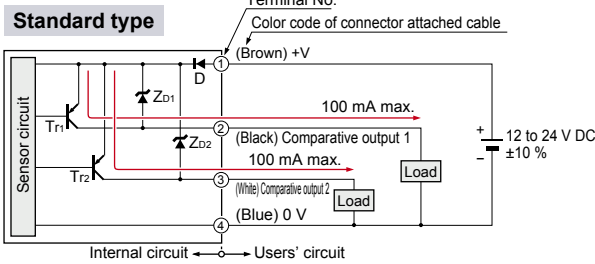 Standard type
Terminal No.
Color code of connector attached cable
1 (Brown) +V
D
ZD1
100 mA max.
Tr1
2
(Black) Comparative output 1
+ 12 to 24 V DC
– ±10 %
Sensor circuit
ZD2
100 mA max.
Load
Tr2
3
(White) Comparative output 2
Load
(Blue) 0 V
4
Internal circuit
Users' circuit